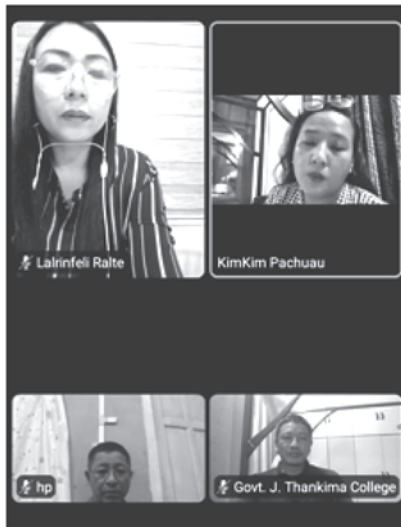 Lalrinfeli Ralte
KimKim Pachuau
hp
Govt. J. Thankima College